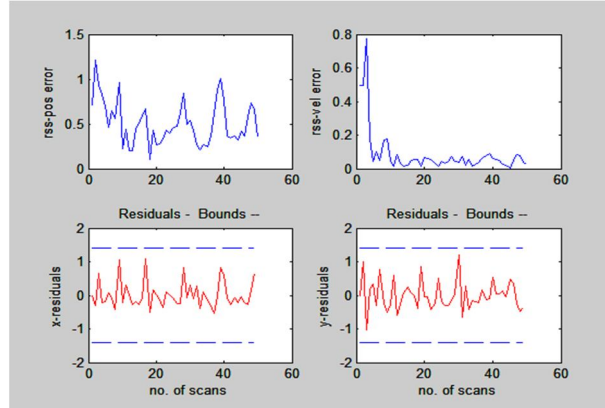 1.5
1
0.5
0
rss-pos error
0 20 40 60
0.8
0.6
0.4
0.2
0
rss-vel error
0 20 40 60
Residuals - Bounds --
2
1
0
-1
-2
x-residuals
0 20 40 60
no. of scans
Residuals - Bounds --
2
1
0
-1
-2
y-residuals
0 20 40 60
no. of scans